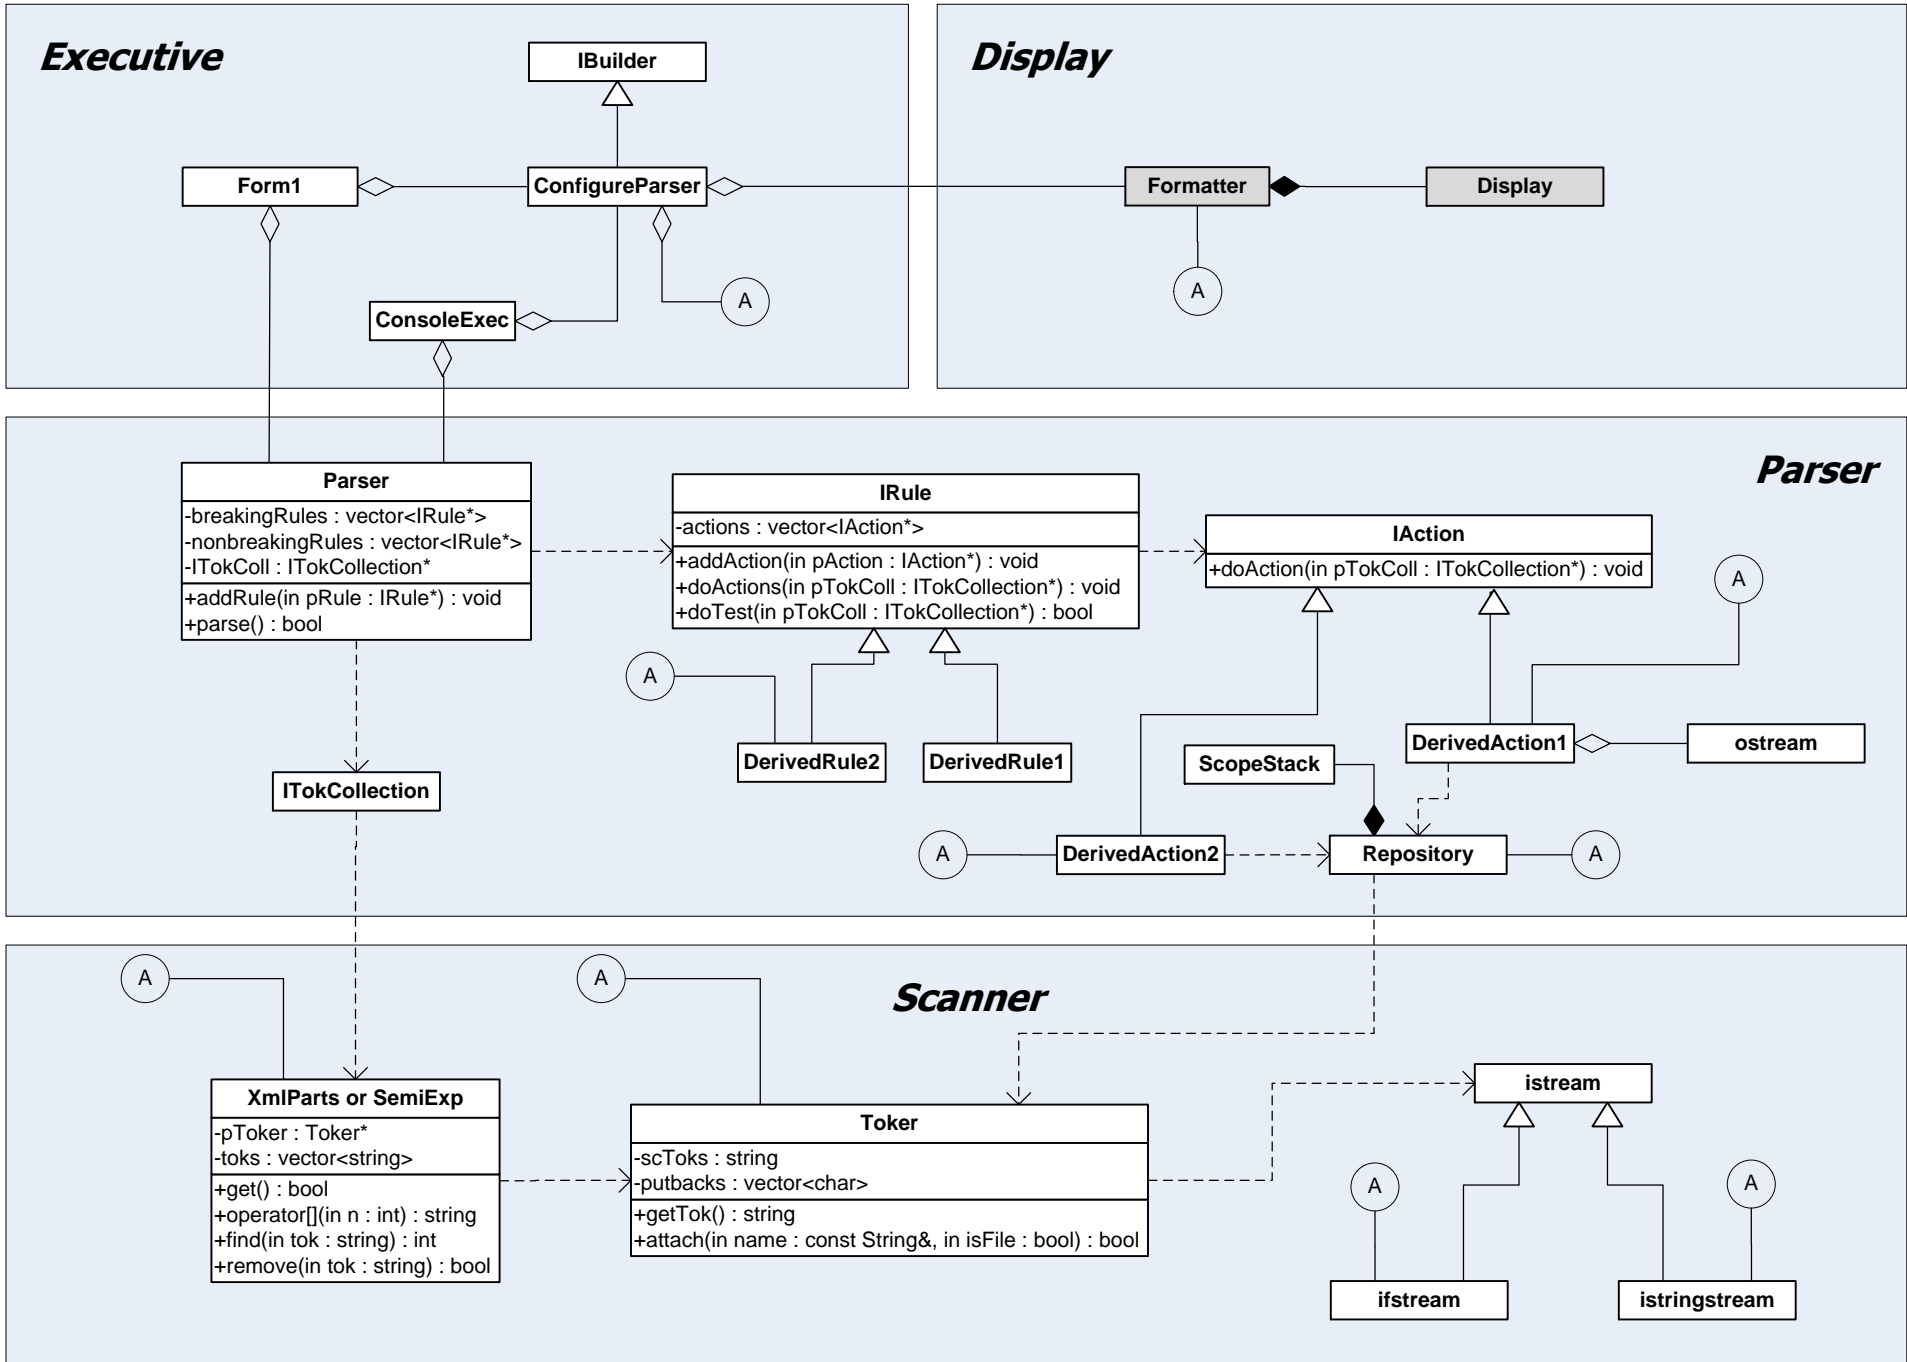 Executive
IBuilder
Form1
ConfigureParser
A
ConsoleExec
Display
Formatter
Display
A
Parser
Parser
-breakingRules : vector<IRule*>
-nonbreakingRules : vector<IRule*>
-ITokColl : ITokCollection*
+addRule(in pRule : IRule*) : void
+parse() : bool
IRule
-actions : vector<IAction*>
+addAction(in pAction : IAction*) : void
+doActions(in pTokColl : ITokCollection*) : void
+doTest(in pTokColl : ITokCollection*) : bool
IAction
+doAction(in pTokColl : ITokCollection*) : void
A
A
DerivedRule2
DerivedRule1
DerivedAction1
ostream
ScopeStack
ITokCollection
A
DerivedAction2
Repository
A
Scanner
A
A
XmlParts or SemiExp
-pToker : Toker*
-toks : vector<string>
+get() : bool
+operator[](in n : int) : string
+find(in tok : string) : int
+remove(in tok : string) : bool
Toker
-scToks : string
-putbacks : vector<char>
+getTok() : string
+attach(in name : const String&, in isFile : bool) : bool
istream
A
A
ifstream
istringstream